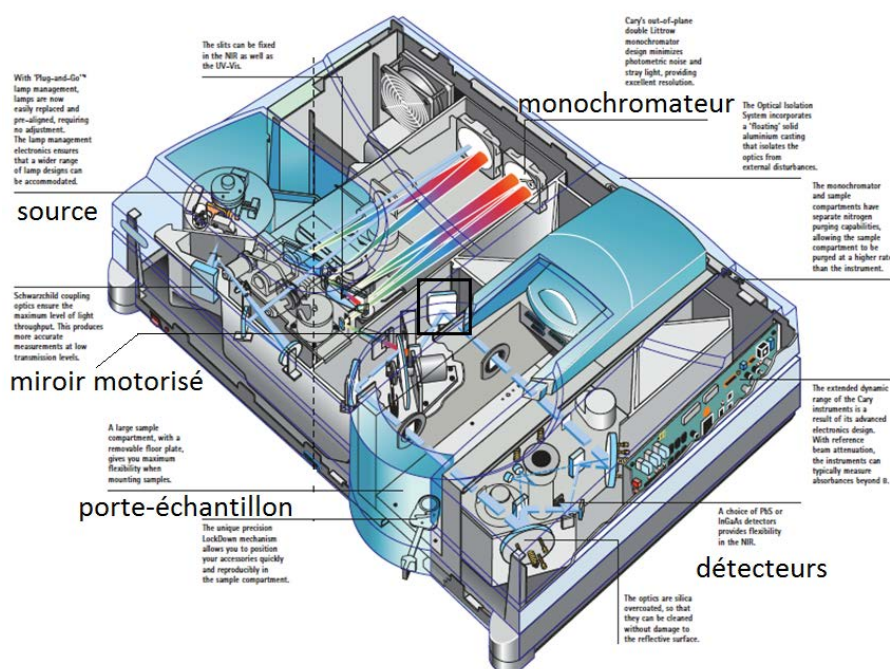 The slits can be fixed
in the NIR as well as
the UV-Vis.
Cary's out-of-plane
double Littrow
monochromator
design minimizes
photometric noise and
stray light, providing
excellent resolution.
With 'Plug-and-Go'™
lamp management,
lamps are now
easily replaced and
pre-aligned, requiring
no adjustment.
The lamp management
electronics ensures
that a wider range
of lamp designs can
be accommodated.
monochromateur
The Optical Isolation
System incorporates
a 'floating' solid
aluminium casting
that isolates the
optics from
external disturbances.
source
The monochromator
and sample
compartments have
separate nitrogen
purging capabilities,
allowing the sample
compartment to be
purged at a higher rate
than the instrument.
Schwarzchild coupling
optics ensure the
maximum level of light
throughput. This produces
more accurate
measurements at low
transmission levels.
miroir motorisé
The extended dynamic
range of the Cary
instruments is a
result of its advanced
electronics design.
With reference
beam attenuation,
the instruments can
typically measure
absorbances beyond 8.
A large sample
compartment, with a
removable floor plate,
gives you maximum
flexibility when
mounting samples.
porte-échantillon
The unique precision
LockDown mechanism
allows you to position
your accessories quickly
and reproducibly in
the sample compartment.
A choice of PbS or
InGaAs detectors
provides flexibility
in the NIR.
détecteurs
The optics are silica
overcoated, so that
they can be cleaned
without damage to
the reflective surface.